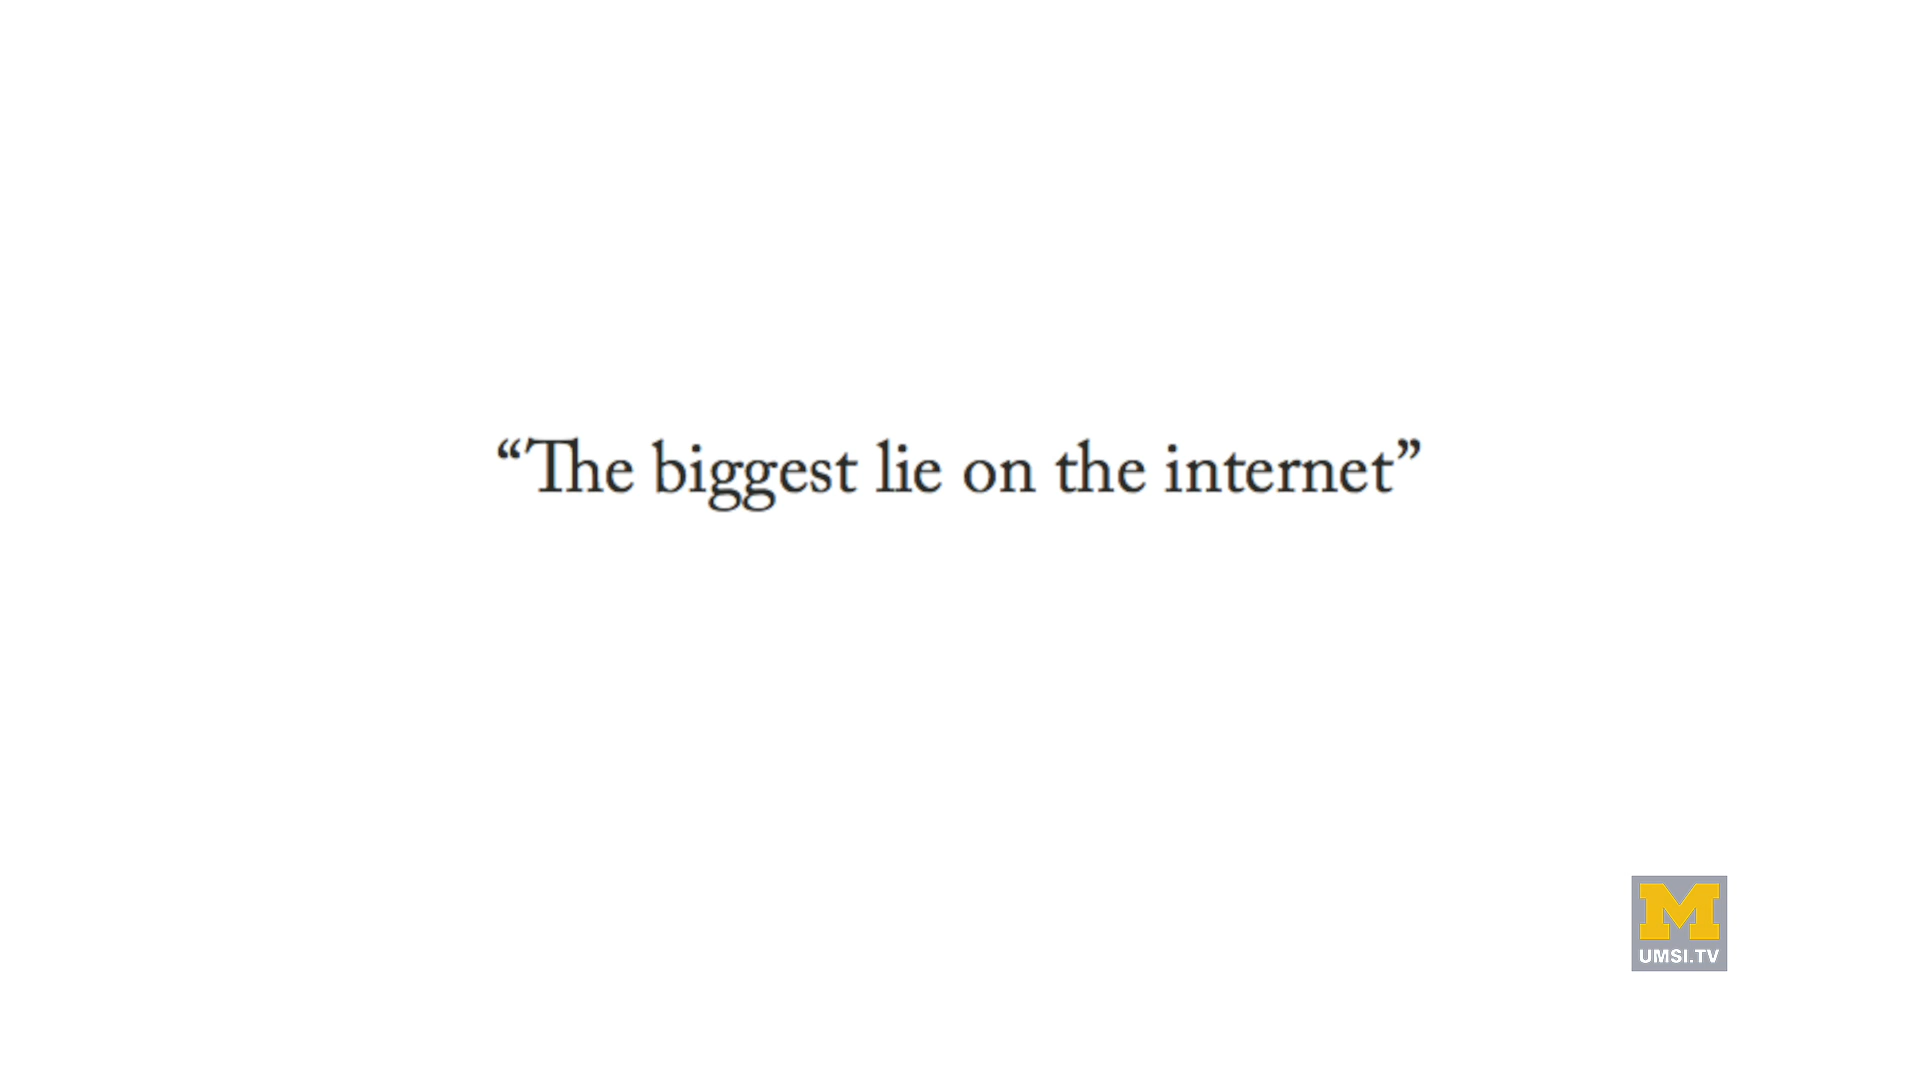 “The biggest lie on the internet”
M
UMSI.TV